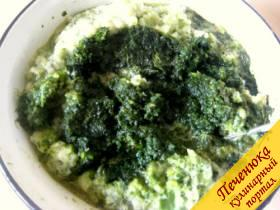 Печенюка
кулинарный
портал